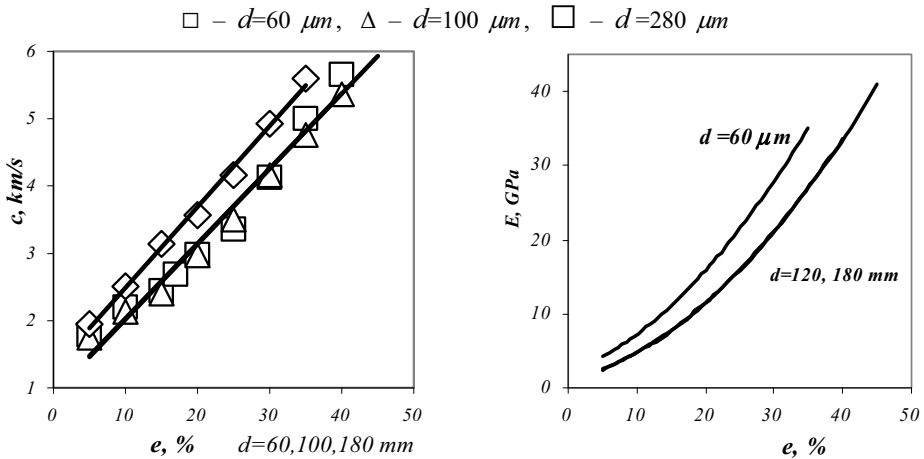 □ – d=60 μm, Δ – d=100 μm, □ – d=280 μm
6
5
4
3
2
1
c, km/s
0 10 20 30 40 50
e, % d=60,100,180 mm
40
30
20
10
0
E, GPa
d =60 μm
d=120, 180 mm
0 10 20 30 40 50
e, %